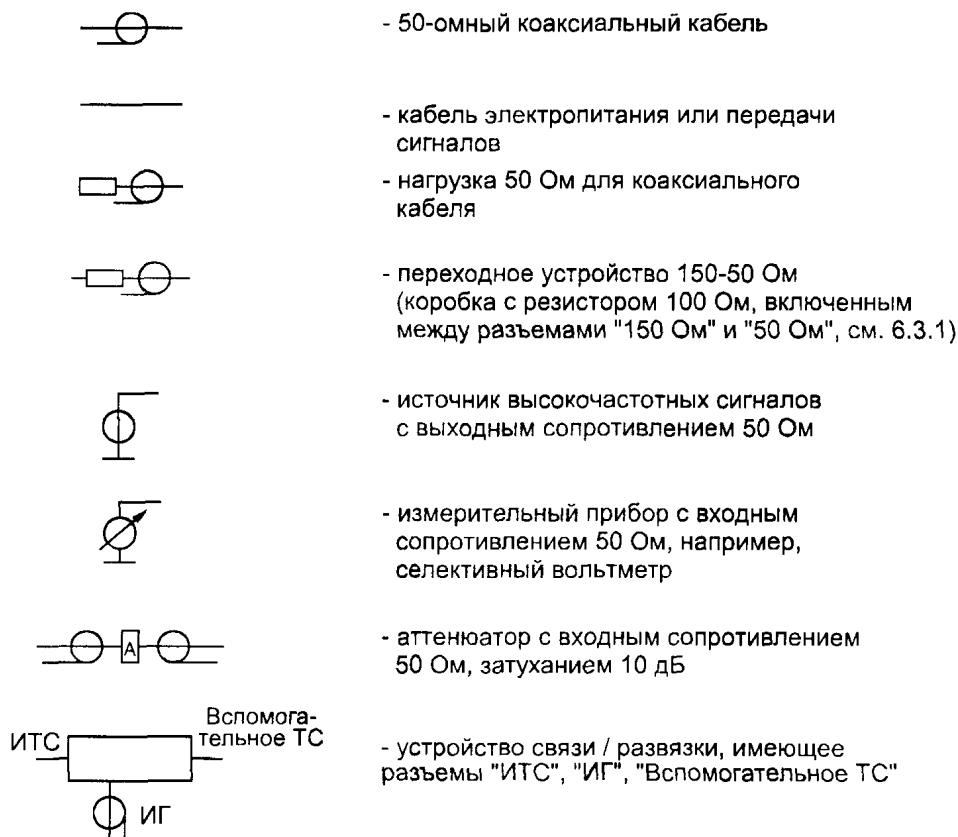 - 50-омный коаксиальный кабель
- кабель электропитания или передачи
сигналов
- нагрузка 50 Ом для коаксиального
кабеля
- переходное устройство 150-50 Ом
(коробка с резистором 100 Ом, включенным
между разъемами "150 Ом" и "50 Ом", см. 6.3.1)
- источник высокочастотных сигналов
с выходным сопротивлением 50 Ом
- измерительный прибор с входным
сопротивлением 50 Ом, например,
селективный вольтметр
А
- аттенюатор с входным сопротивлением
50 Ом, затуханием 10 дБ
ИТС
Вспомога-
тельное ТС
ИГ
- устройство связи / развязки, имеющее
разъемы "ИТС", "ИГ", "Вспомогательное ТС"